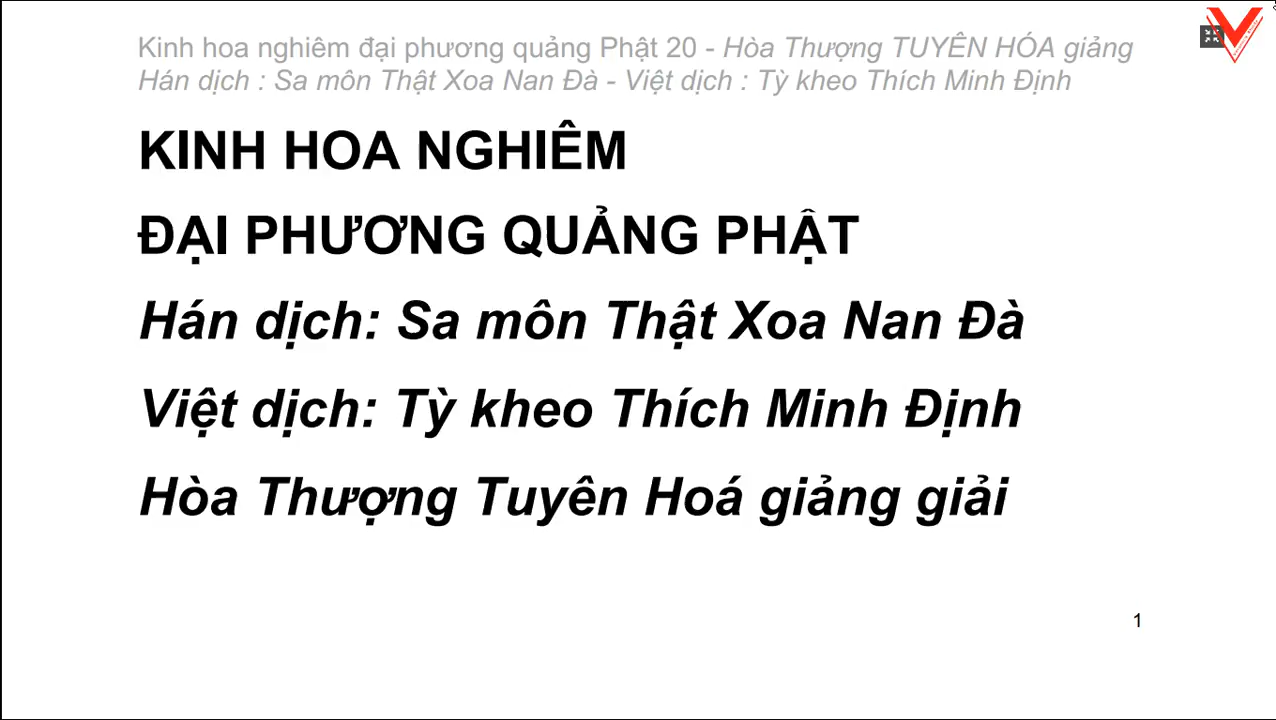 Kinh hoa nghiêm đại phương quảng Phật 20 - Hòa Thượng TUYÊN HÓA giảng
Hán dịch : Sa môn Thật Xoa Nan Đà - Việt dịch : Tỳ kheo Thích Minh Định
KINH HOA NGHIÊM
ĐẠI PHƯƠNG QUẢNG PHẬT
Hán dịch: Sa môn Thật Xoa Nan Đà
Việt dịch: Tỳ kheo Thích Minh Định
Hòa Thượng Tuyên Hoá giảng giải
1